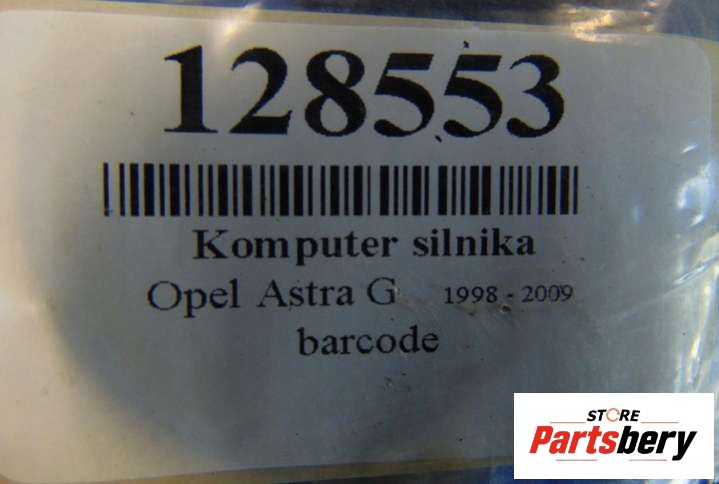 128553
Komputer silnika
Opel Astra G 1998 - 2009
barcode
STORE
Partsbery